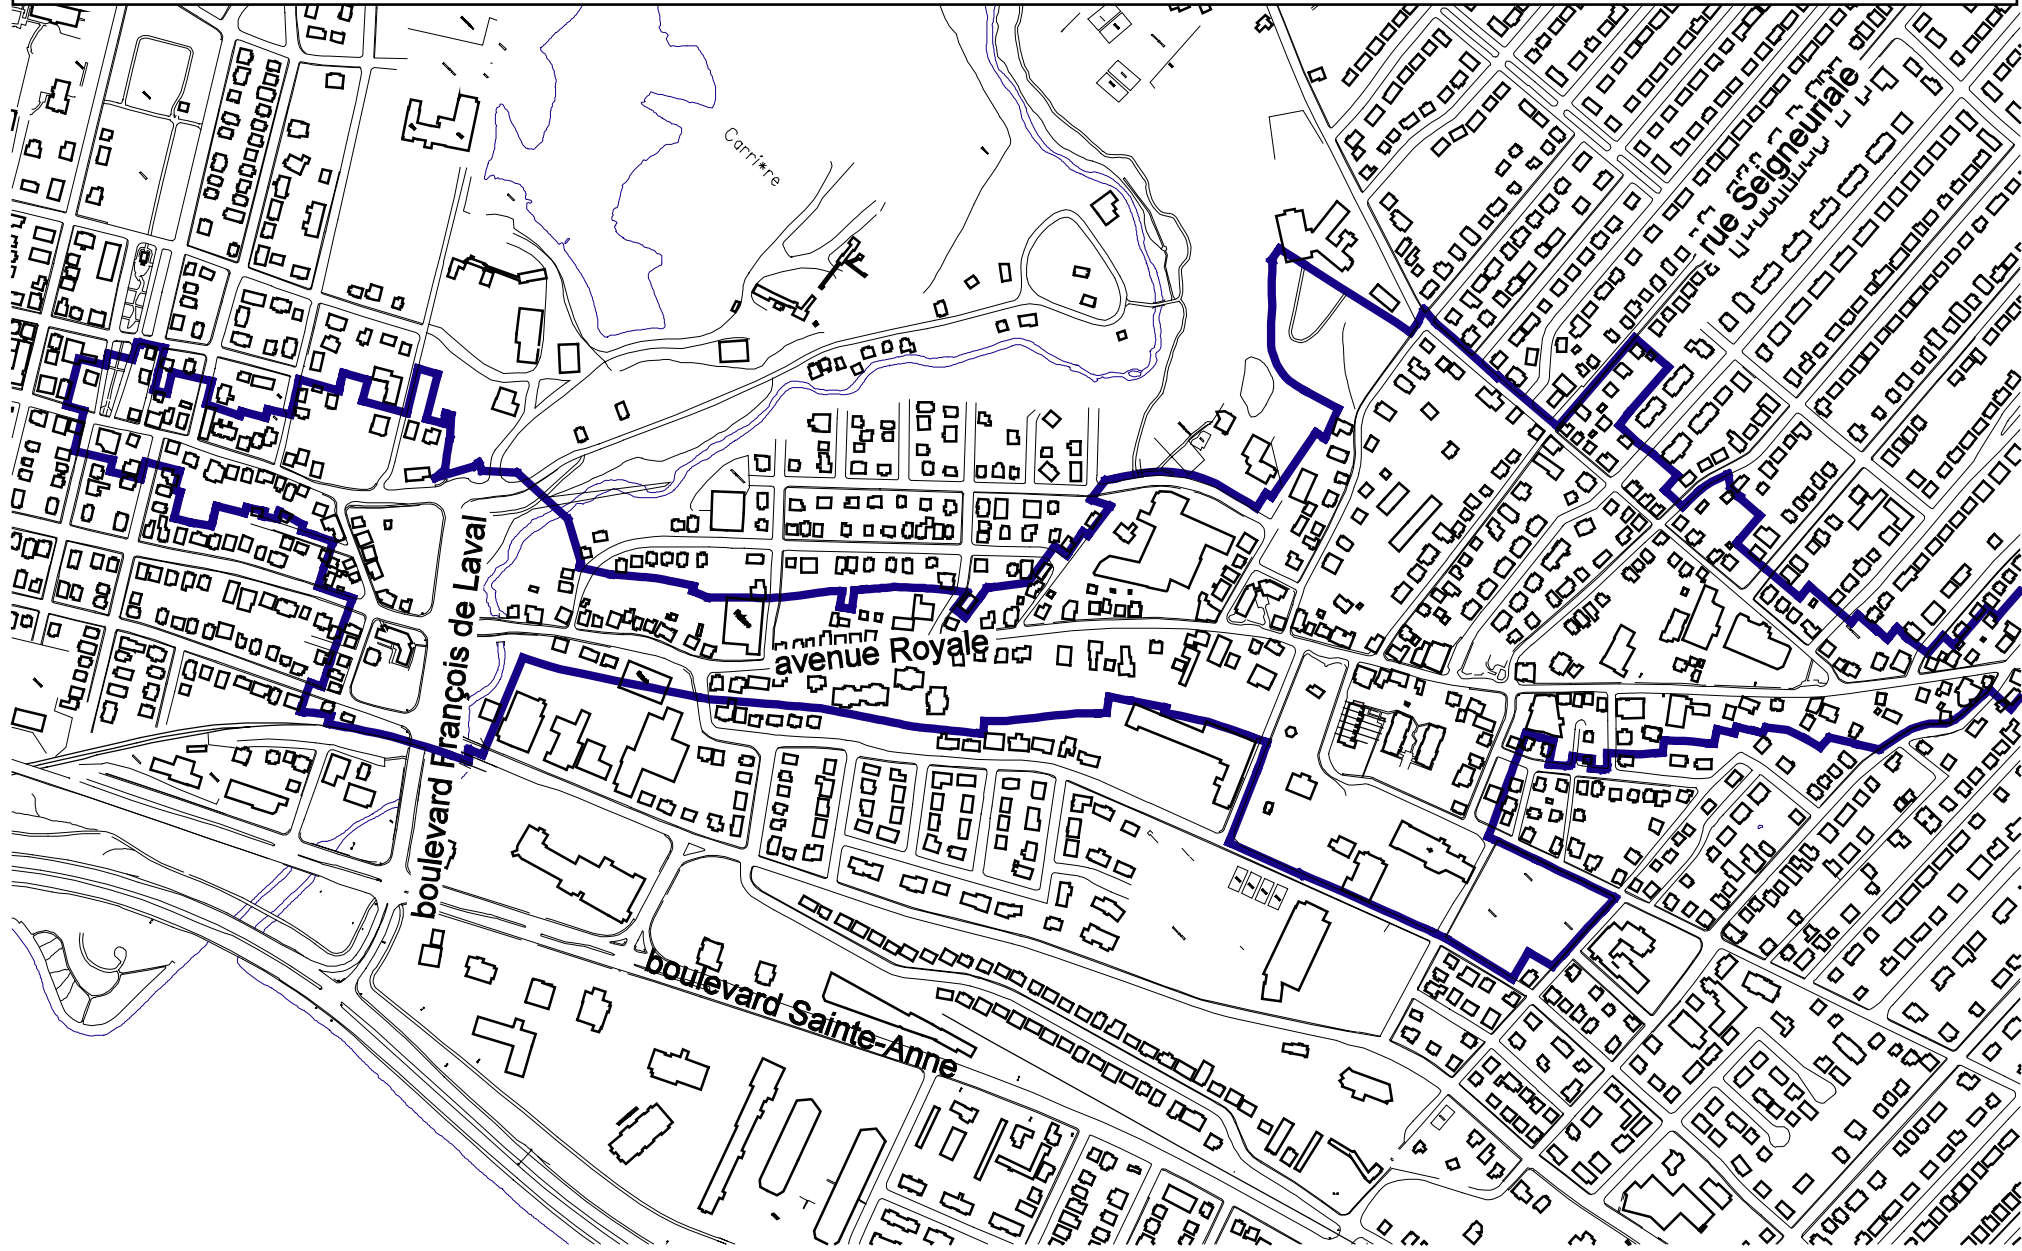 Carri*re
rue Seigneuriale
boulevard François de Laval
avenue Royale
boulevard Sainte-Anne